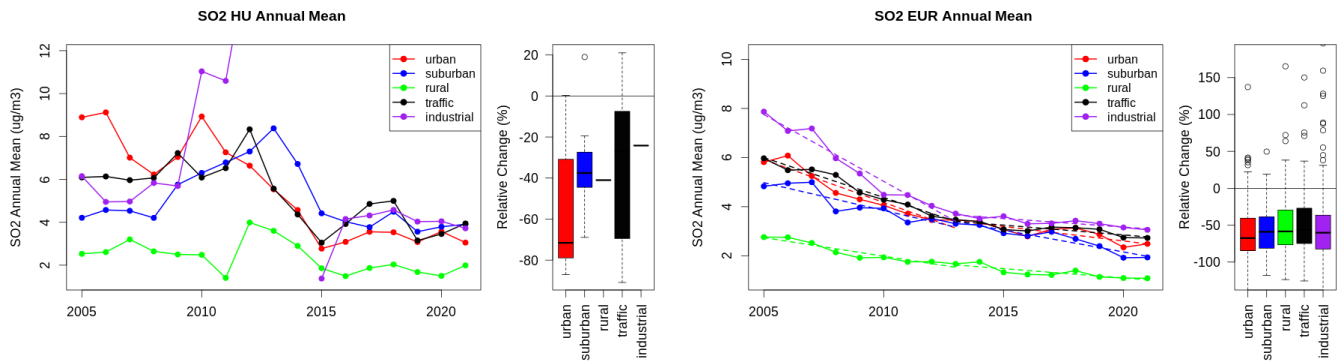 SO2 HU Annual Mean
SO2 Annual Mean (ug/m3)
12
10
8
6
4
2
2005
2010
2015
2020
urban
suburban
rural
traffic
industrial
Relative Change (%)
20
0
-20
-40
-60
-80
urban
suburban
rural
traffic
industrial
SO2 EUR Annual Mean
SO2 Annual Mean (ug/m3)
10
8
6
4
2
2005
2010
2015
2020
urban
suburban
rural
traffic
industrial
Relative Change (%)
150
100
50
0
-50
-100
urban
suburban
rural
traffic
industrial